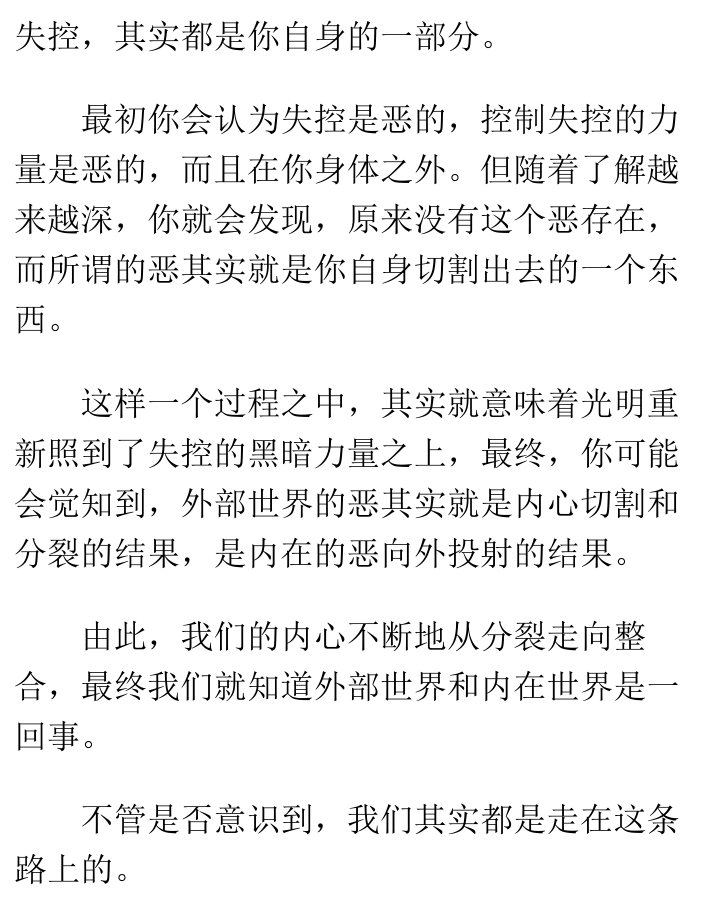 失控，其实都是你自身的一部分。
最初你会认为失控是恶的，控制失控的力
量是恶的，而且在你身体之外。但随着了解越
来越深，你就会发现，原来没有这个恶存在，
而所谓的恶其实就是你自身切割出去的一个东
西。
这样一个过程之中，其实就意味着光明重
新照到了失控的黑暗力量之上，最终，你可能
会觉知到，外部世界的恶其实就是内心切割和
分裂的结果，是内在的恶向外投射的结果。
由此，我们的内心不断地从分裂走向整
合，最终我们就知道外部世界和内在世界是一
回事。
不管是否意识到，我们其实都是走在这条
路上的。